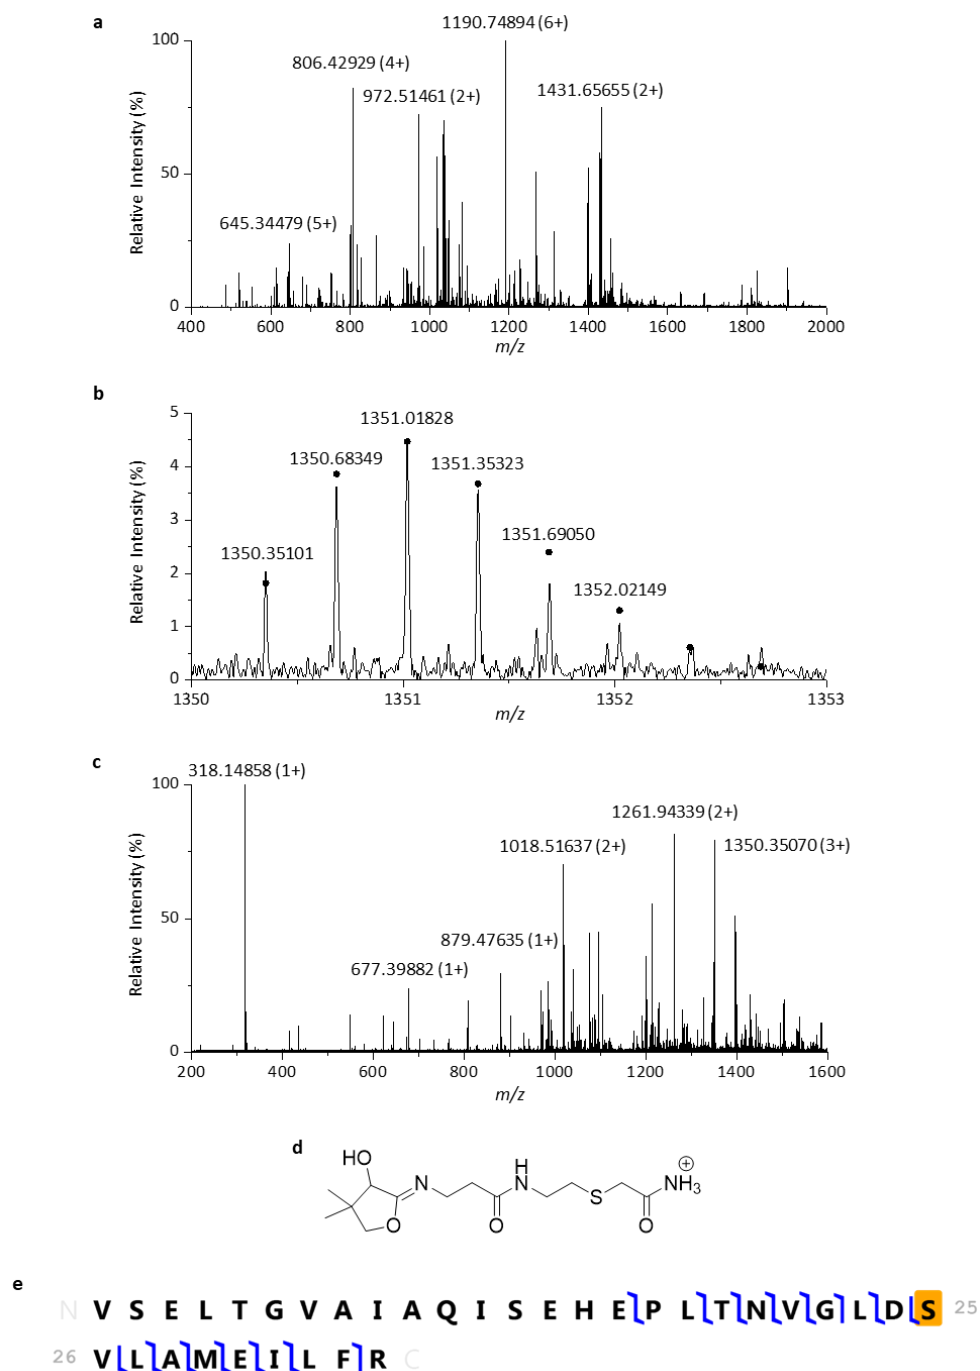 a
1190.74894 (6+)
806.42929 (4+)
972.51461 (2+)
1431.65655 (2+)
645.34479 (5+)
Relative Intensity (%)
100
50
0
400 600 800 1000 1200 1400 1600 1800 2000
m/z
b
1351.01828
1350.68349
1351.35323
1351.69050
1350.35101
1352.02149
Relative Intensity (%)
5
4
3
2
1
0
1350 1351 1352 1353
m/z
c
318.14858 (1+)
1261.94339 (2+)
1018.51637 (2+)
1350.35070 (3+)
879.47635 (1+)
677.39882 (1+)
Relative Intensity (%)
100
50
0
200 400 600 800 1000 1200 1400 1600
m/z
d
HO
N
H
N
S
NH3
O
O
O
e
N V S E L T G V A I A Q I S E H E P L T N V G L D S 25
26 V L A M E I L F R C